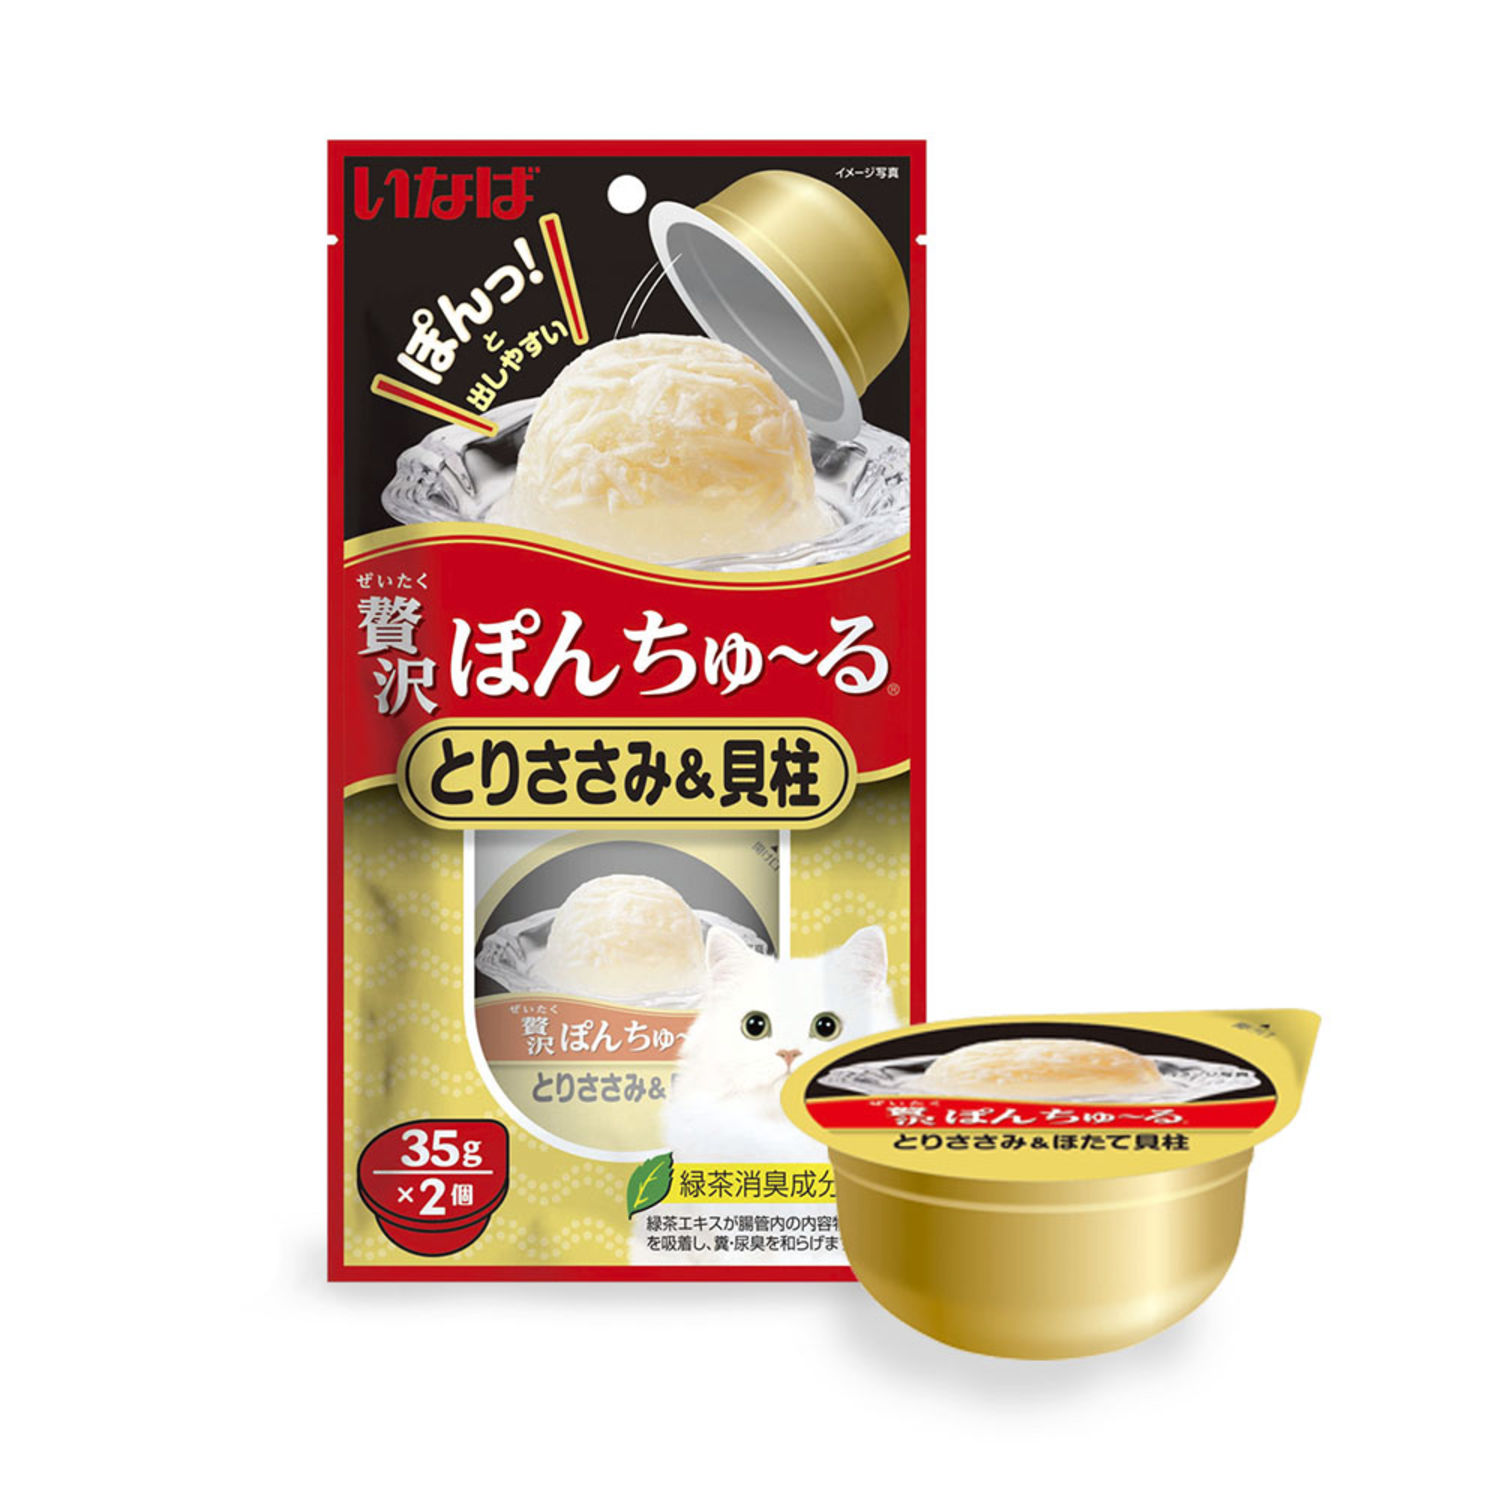 いなば
イメージ写真
ぽんっ!
と
出しやすい
ぜいたく
贅沢
ぽんちゅ〜る®
とりささみ&貝柱
開け口
ぜいたく
贅沢 ぽんちゅ〜
とりささみ&
35g
×2個
緑茶消臭成分
緑茶エキスが腸管内の内容物
を吸着し、糞・尿臭を和らげま
ぜいたく
贅沢 ぽんちゅ〜る
とりささみ&ほたて貝柱